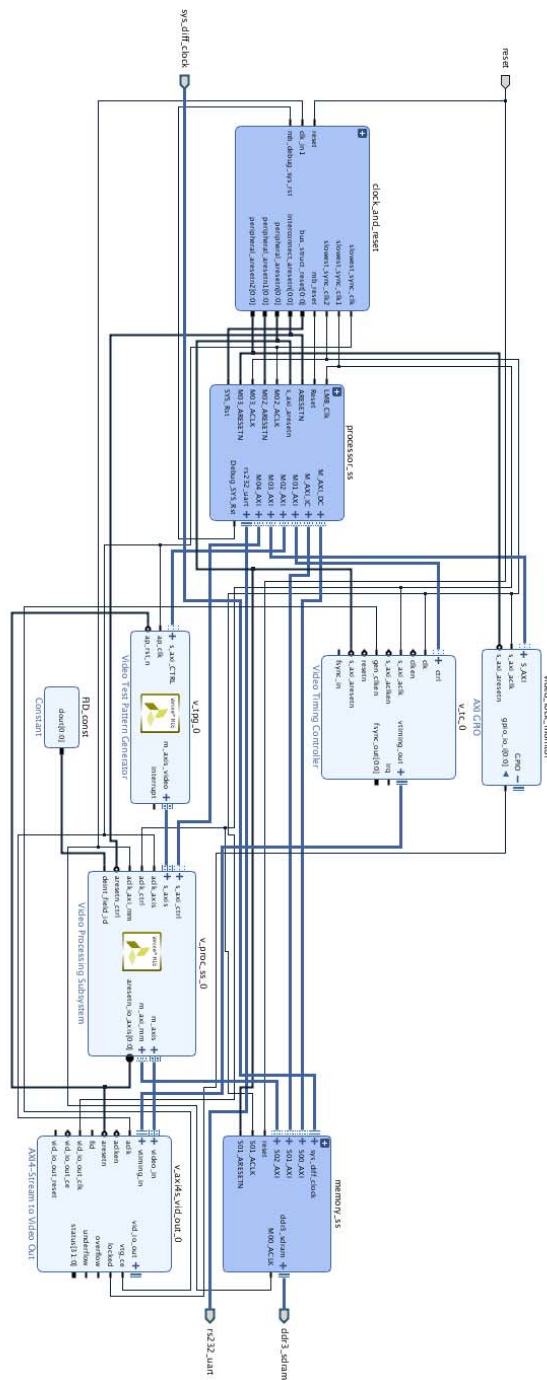 sys_diff_clock
reset
clock_and_reset
reset
clk_in1
mb_debug_sys_rst
slowest_sync_clk
slowest_sync_clk1
slowest_sync_clk2
mb_reset
bus_struct_reset[0:0]
interconnect_aresetn[0:0]
peripheral_aresetn[0:0]
peripheral_aresetn1[0:0]
peripheral_aresetn2[0:0]
processor_ss
LMB_Clk
Reset
ARESETN
s_axi_aresetn
M02_ACLK
M02_ARESETN
M03_ACLK
M03_ARESETN
SYS_Rst
M_AXI_DC
M_AXI_IC
M01_AXI
M02_AXI
M03_AXI
M04_AXI
rs232_uart
Debug_SYS_Rst
S_AXI
s_axi_aclk
s_axi_aresetn
GPIO
gpio_io_i[0:0]
AXI GPIO
v_tc_0
ctrl
clk
clken
s_axi_aclk
s_axi_aclken
gen_clken
resetn
s_axi_aresetn
fsync_in
vtiming_out
irq
fsync_out[0:0]
Video Timing Controller
v_tpg_0
s_axi_CTRL
ap_clk
ap_rst_n
m_axis_video
interrupt
Video Test Pattern Generator
FID_const
dout[0:0]
Constant
v_proc_ss_0
s_axi_ctrl
s_axis
aclk_axis
aclk_ctrl
aclk_axi_mm
aresetn_ctrl
deint_field_id
m_axis
m_axi_mm
aresetn_io_axis[0:0]
Video Processing Subsystem
memory_ss
sys_diff_clock
S00_AXI
S01_AXI
S02_AXI
reset
S01_ACLK
S01_ARESETN
ddr3_sdram
M00_ACLK
v_axi4s_vid_out_0
video_in
vtiming_in
aclk
aclken
aresetn
fid
vid_io_out_clk
vid_io_out_ce
vid_io_out_reset
vid_io_out
vtg_ce
locked
overflow
underflow
status[31:0]
AXI4-Stream to Video Out
ddr3_sdram
rs232_uart